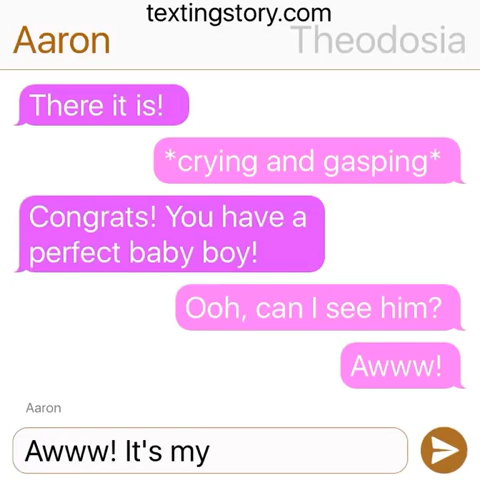 textingstory.com
Aaron
Theodosia
There it is!
*crying and gasping*
Congrats! You have a
perfect baby boy!
Ooh, can I see him?
Awww!
Aaron
Awww! It's my